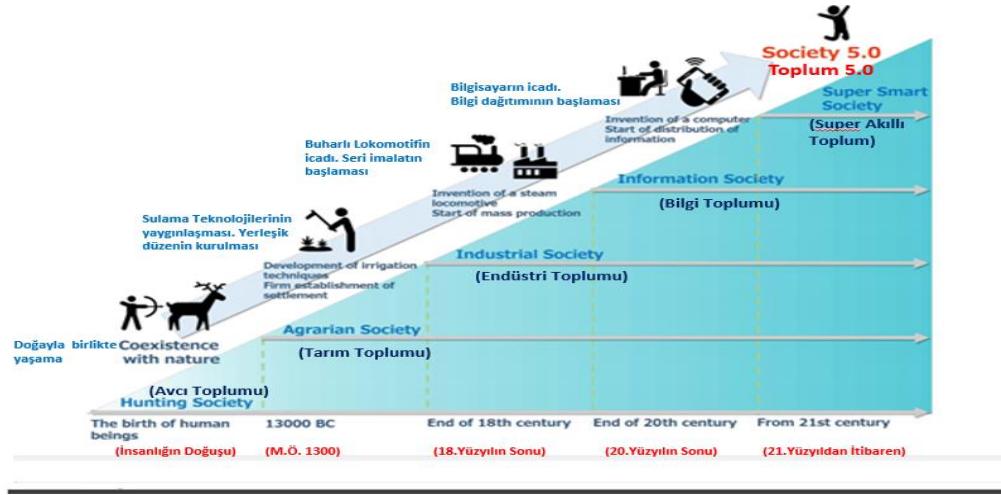 Society 5.0
Toplum 5.0
Super Smart
Society
(Super Akıllı
Toplum)
Bilgisayarın icadı.
Bilgi dağıtımının başlaması
Invention of a computer
Start of distribution of
information
Information Society
(Bilgi Toplumu)
Buharlı Lokomotifin
icadı. Seri imalatın
başlaması
Invention of a steam
locomotive
Start of mass production
Industrial Society
(Endüstri Toplumu)
Sulama Teknolojilerinin
yaygınlaşması. Yerleşik
düzenin kurulması
Development of irrigation
techniques
Firm establishment of
settlement
Agrarian Society
(Tarım Toplumu)
Doğayla birlikte
yaşama
Coexistence
with nature
(Avcı Toplumu)
Hunting Society
The birth of human
beings
(İnsanlığın Doğuşu)
13000 BC
(M.Ö. 1300)
End of 18th century
(18.Yüzyılın Sonu)
End of 20th century
(20.Yüzyılın Sonu)
From 21st century
(21.Yüzyıldan İtibaren)